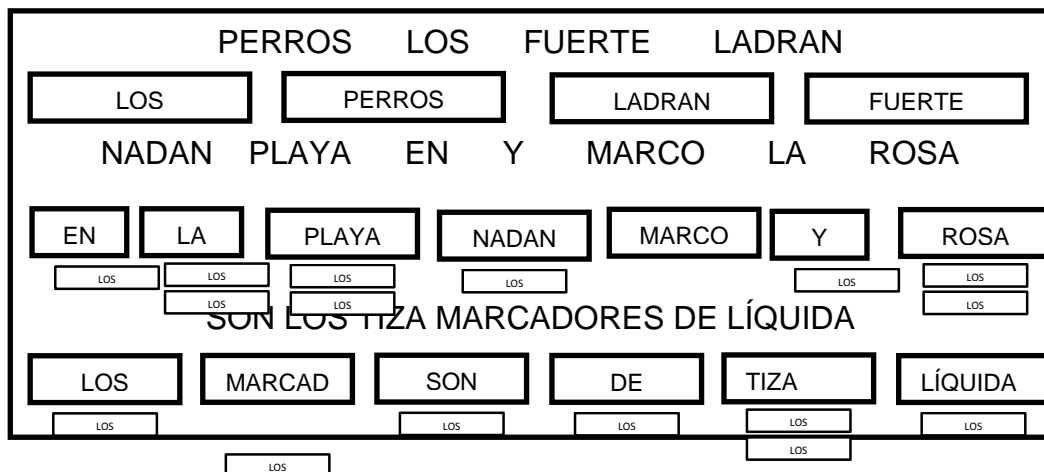 PERROS LOS FUERTE LADRAN
LOS PERROS LADRAN FUERTE
NADAN PLAYA EN Y MARCO LA ROSA
EN LA PLAYA NADAN MARCO Y ROSA
LOS LOS LOS LOS LOS LOS
LOS LOS LOS
SON LOS TIZA MARCADORES DE LÍQUIDA
LOS MARCAD SON DE TIZA LÍQUIDA
LOS LOS LOS LOS LOS
LOS
LOS